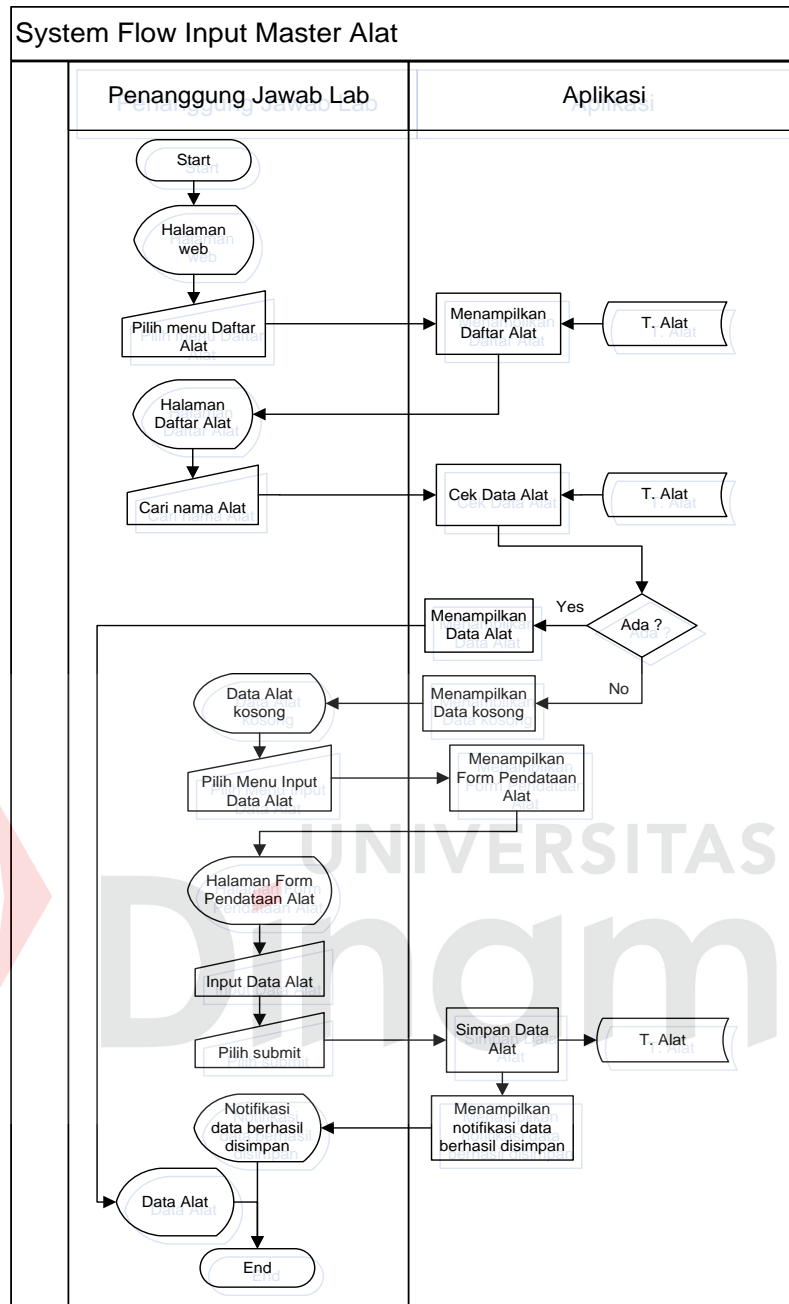 System Flow Input Master Alat
Penanggung Jawab Lab
Aplikasi
Start
Halaman
web
Pilih menu Daftar
Alat
Menampilkan
Daftar Alat
T. Alat
Halaman
Daftar Alat
Cari nama Alat
Cek Data Alat
T. Alat
Ada ?
Yes
Menampilkan
Data Alat
No
Menampilkan
Data kosong
Data Alat
kosong
Pilih Menu Input
Data Alat
Menampilkan
Form Pendataan
Alat
UNIVERSITAS
Dinam
Halaman Form
Pendataan Alat
Input Data Alat
Pilih submit
Simpan Data
Alat
T. Alat
Menampilkan
notifikasi data
berhasil disimpan
Notifikasi
data berhasil
disimpan
Data Alat
End